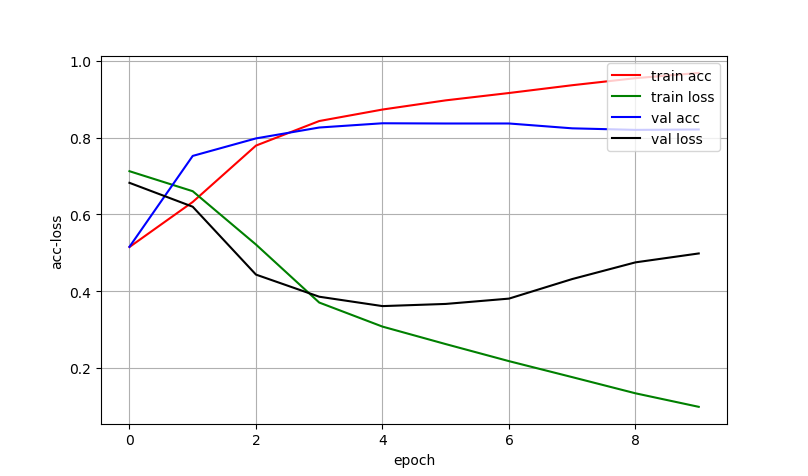 1.0
0.8
0.6
0.4
0.2
acc-loss
train acc
train loss
val acc
val loss
0 2 4 6 8
epoch